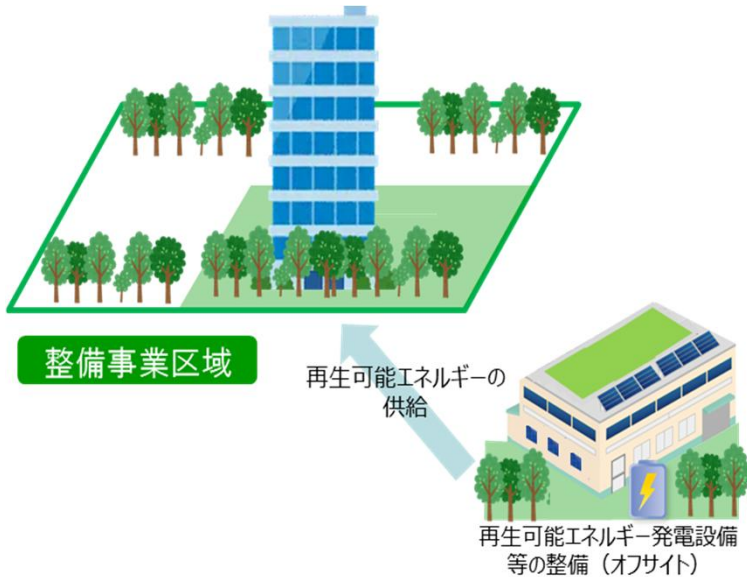 整備事業区域
再生可能エネルギーの
供給
再生可能エネルギー発電設備
等の整備（オフサイト）